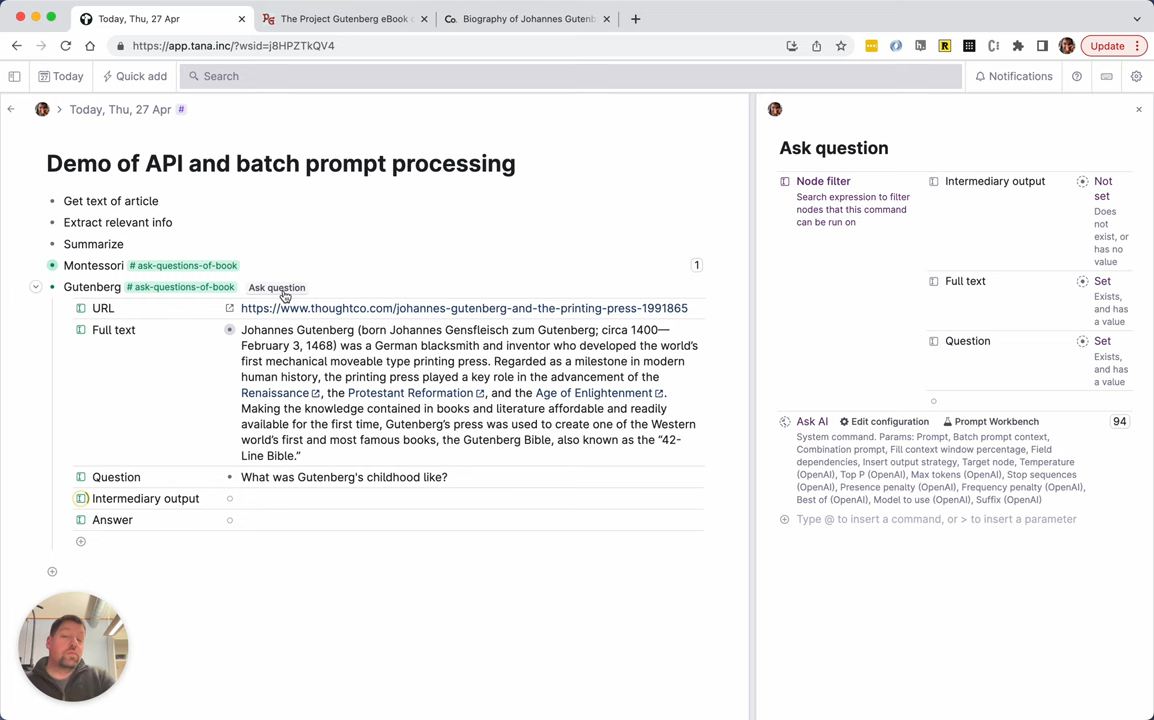 Today, Thu, 27 Apr
The Project Gutenberg eBook
Co. Biography of Johannes Gutenb
https://app.tana.inc/?wsid=j8HPZTkQV4
Update
Today
Quick add
Search
Notifications
Today, Thu, 27 Apr #
Demo of API and batch prompt processing
Get text of article
Extract relevant info
Summarize
Montessori # ask-questions-of-book 1
Gutenberg # ask-questions-of-book Ask question
URL https://www.thoughtco.com/johannes-gutenberg-and-the-printing-press-1991865
Full text Johannes Gutenberg (born Johannes Gensfleisch zum Gutenberg; circa 1400—
February 3, 1468) was a German blacksmith and inventor who developed the world's
first mechanical moveable type printing press. Regarded as a milestone in modern
human history, the printing press played a key role in the advancement of the
Renaissance, the Protestant Reformation, and the Age of Enlightenment.
Making the knowledge contained in books and literature affordable and readily
available for the first time, Gutenberg's press was used to create one of the Western
world's first and most famous books, the Gutenberg Bible, also known as the "42-
Line Bible."
Question What was Gutenberg's childhood like?
Intermediary output
Answer
Ask question
Node filter
Search expression to filter
nodes that this command
can be run on
Intermediary output
Not
set
Does
not
exist, or
has no
value
Full text
Set
Exists,
and has
a value
Question
Set
Exists,
and has
a value
Ask AI Edit configuration Prompt Workbench 94
System command. Params: Prompt, Batch prompt context,
Combination prompt, Fill context window percentage, Field
dependencies, Insert output strategy, Target node, Temperature
(OpenAI), Top P (OpenAI), Max tokens (OpenAI), Stop sequences
(OpenAI), Presence penalty (OpenAI), Frequency penalty (OpenAI),
Best of (OpenAI), Model to use (OpenAI), Suffix (OpenAI)
Type @ to insert a command, or > to insert a parameter